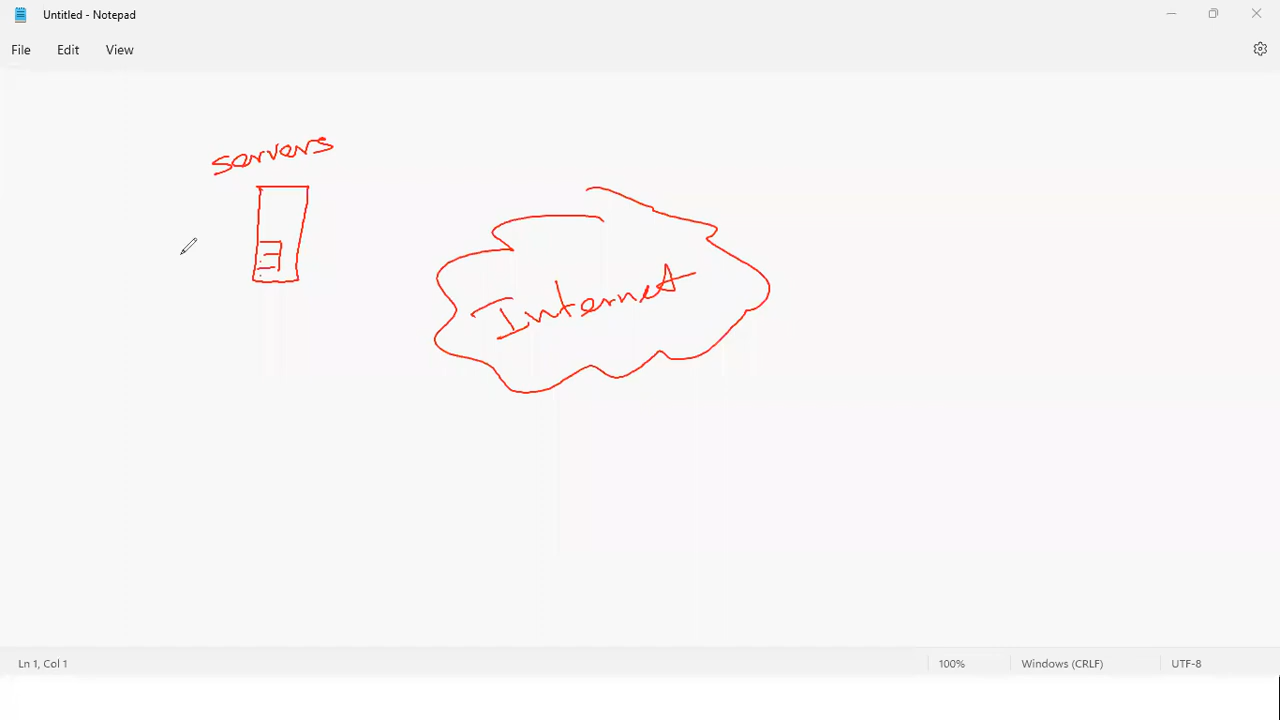 Untitled - Notepad
File Edit View
servers
Internet
Ln 1, Col 1 100% Windows (CRLF) UTF-8